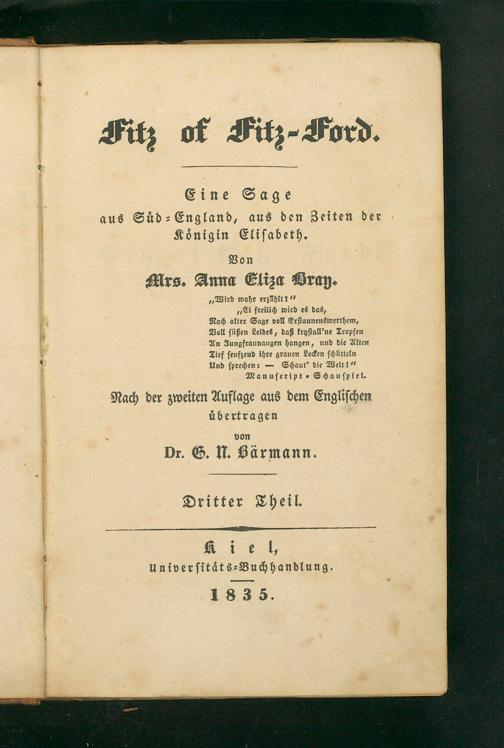 Fitz of Fitz-Ford.
Eine Sage
aus Süd-England, aus den Zeiten der
Königin Elisabeth.
Von
Mrs. Anna Eliza Bray.
„Wird wahr erzählt?“
„Ei freilich wird es das,
Nach alter Sage voll Erstaunenswerthem,
Voll süßen Leides, daß krystall'ne Tropfen
An Jungfraunaugen hangen, und die Alten
Tief seufzend ihre grauen Locken schütteln
Und sprechen: — Schaut' die Welt!“
Manuscript-Schauspiel.
Nach der zweiten Auflage aus dem Englischen
übertragen
von
Dr. G. N. Bärmann.
Dritter Theil.
Kiel,
Universitäts-Buchhandlung.
1835.